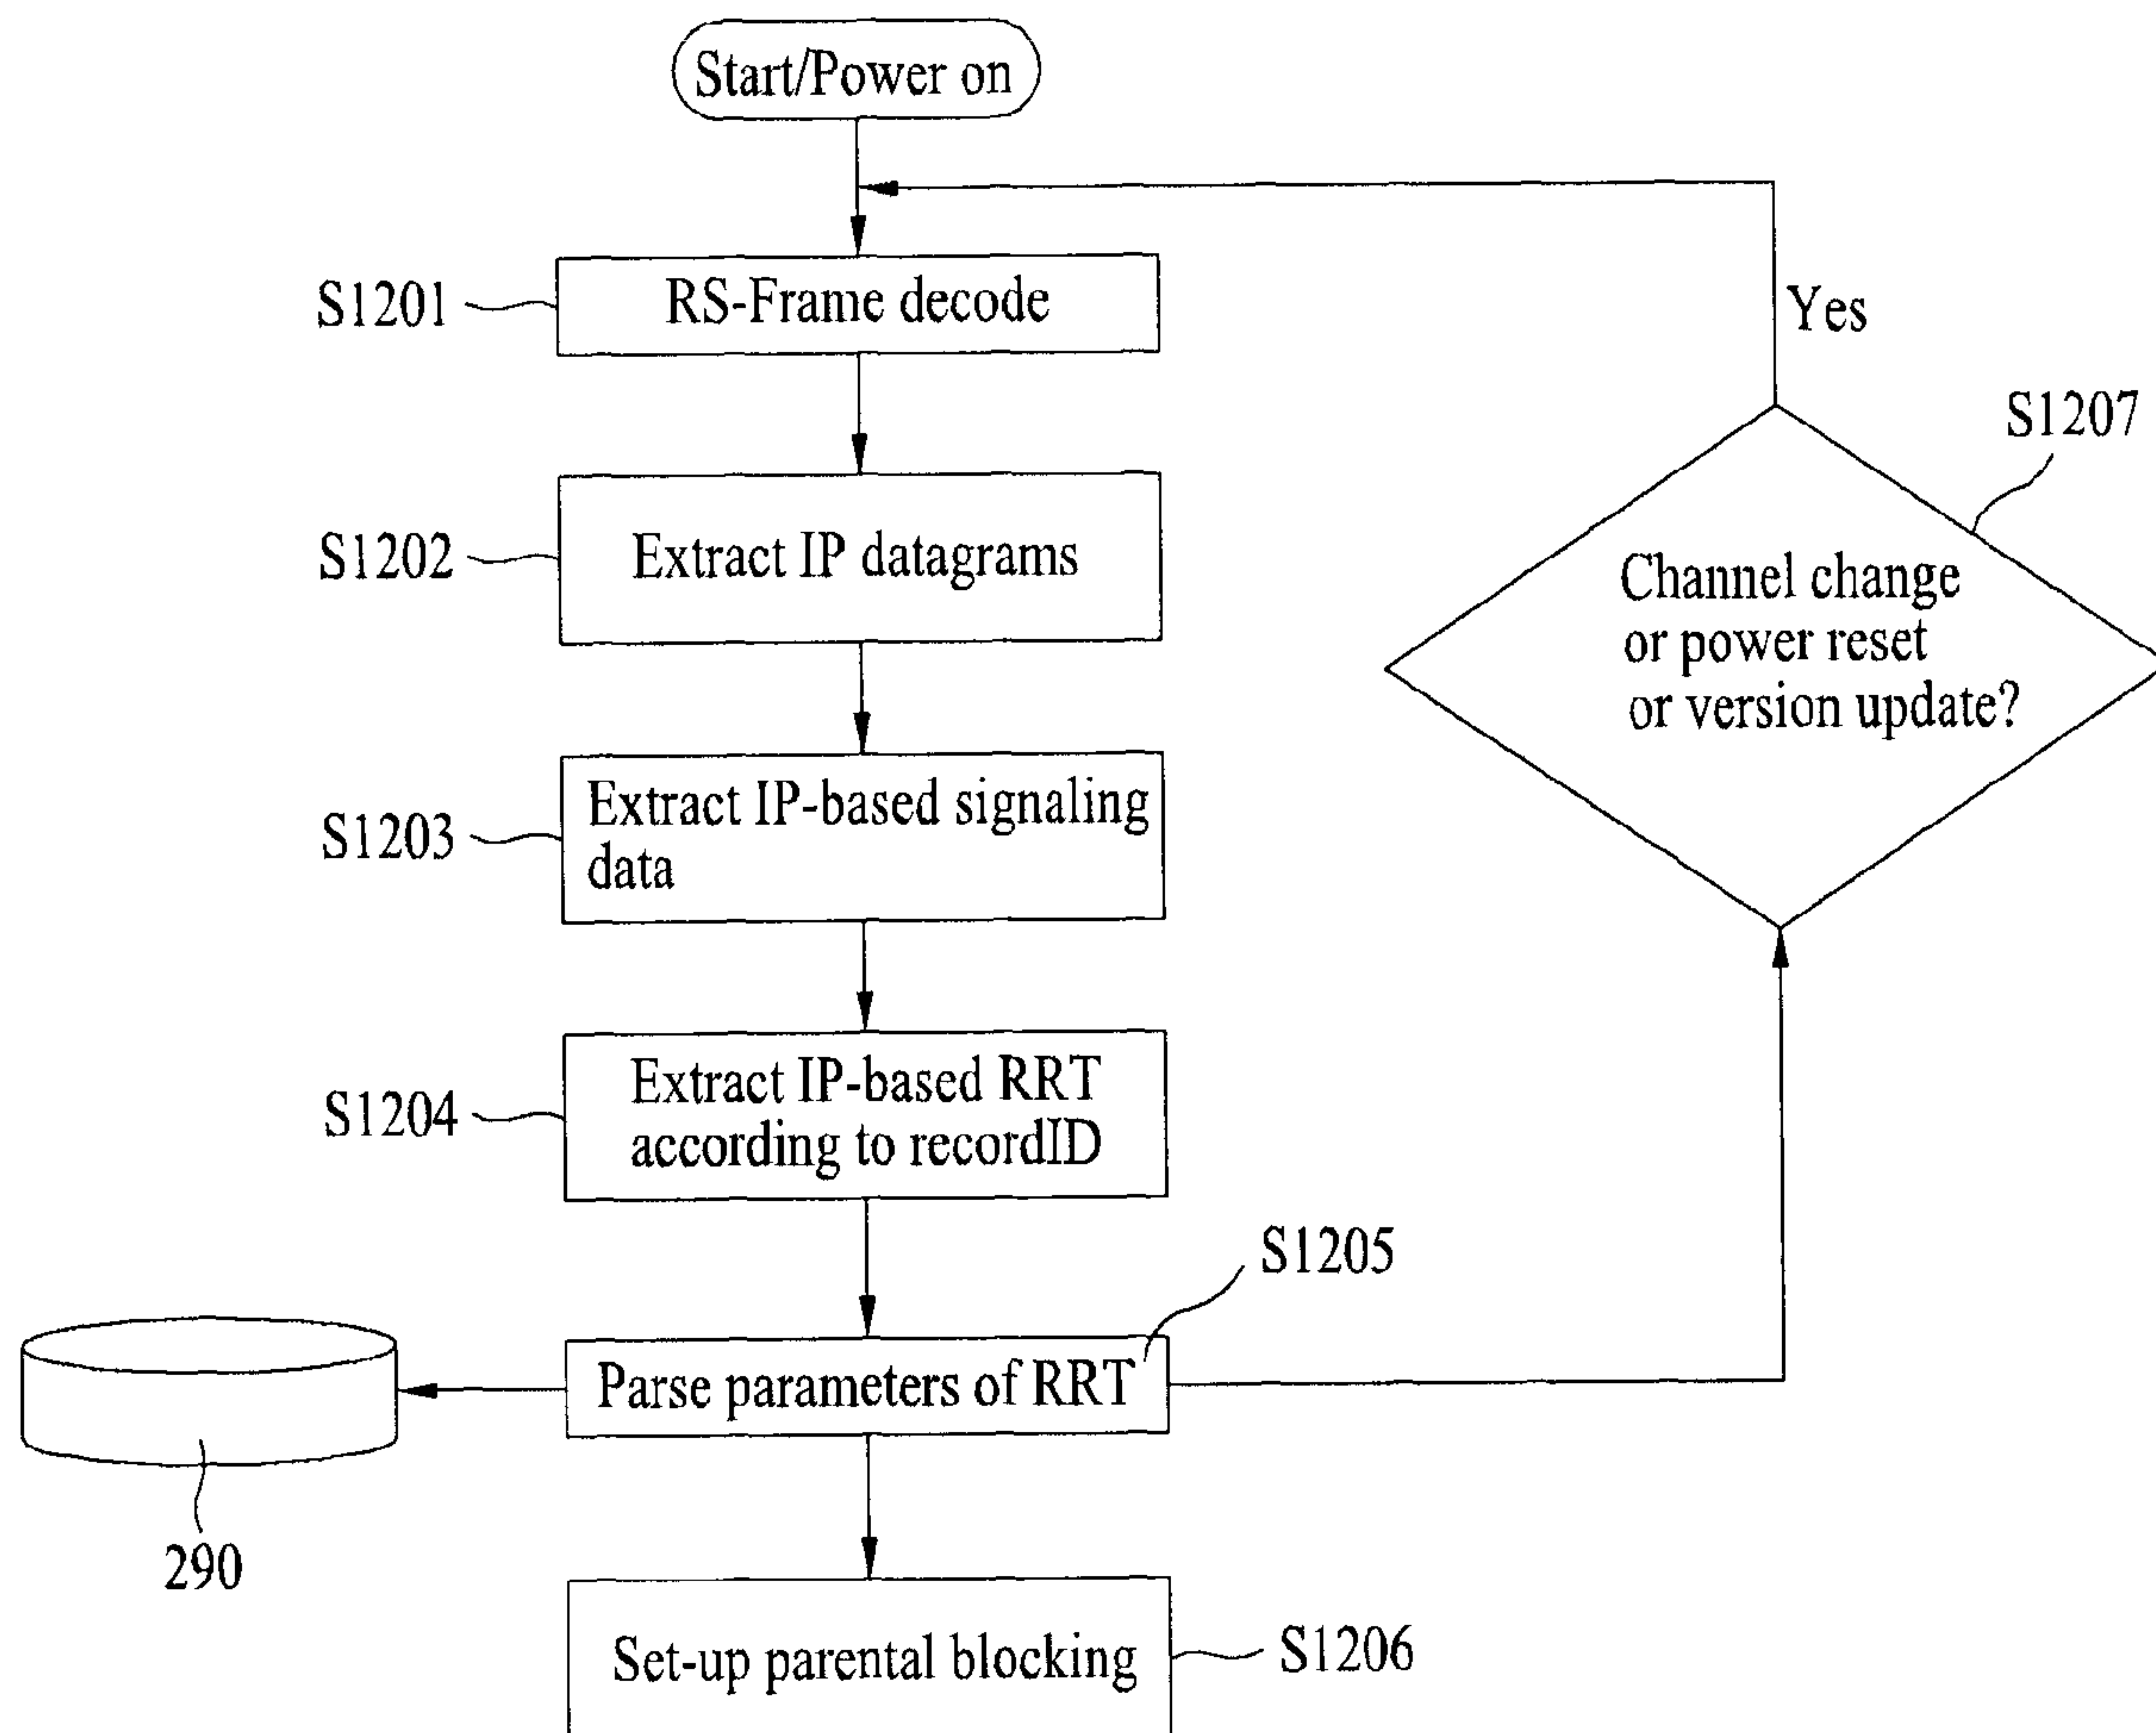 Start/Power on
S1201
RS-Frame decode
Yes
S1207
S1202
Extract IP datagrams
Channel change
or power reset
or version update?
S1203
Extract IP-based signaling
data
S1204
Extract IP-based RRT
according to recordID
S1205
Parse parameters of RRT
290
Set-up parental blocking
S1206